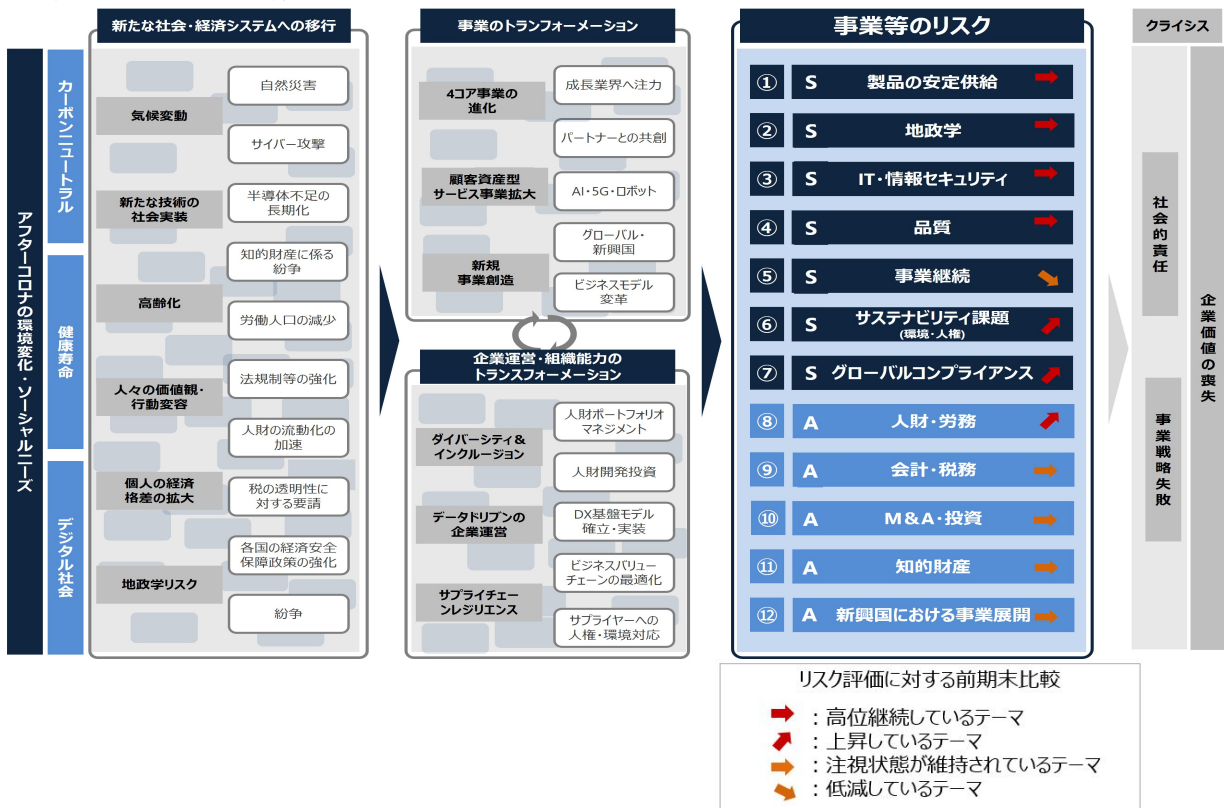 新たな社会・経済システムへの移行
アフターコロナの環境変化・ソーシャルニーズ
カーボンニュートラル
健康寿命
デジタル社会
気候変動
新たな技術の
社会実装
高齢化
人々の価値観・
行動変容
個人の経済
格差の拡大
地政学リスク
自然災害
サイバー攻撃
半導体不足の
長期化
知的財産に係る
紛争
労働人口の減少
法規制等の強化
人財の流動化の
加速
税の透明性に
対する要請
各国の経済安全
保障政策の強化
紛争
事業のトランフォーメーション
4コア事業の
進化
顧客資産型
サービス事業拡大
新規
事業創造
成長業界へ注力
パートナーとの共創
AI・5G・ロボット
グローバル・
新興国
ビジネスモデル
変革
企業運営・組織能力の
トランスフォーメーション
ダイバーシティ&
インクルージョン
データドリブンの
企業運営
サプライチェー
ンレジリエンス
人財ポートフォリオ
マネジメント
人財開発投資
DX基盤モデル
確立・実装
ビジネスバリュー
チェーンの最適化
サプライヤーへの
人権・環境対応
事業等のリスク
① S 製品の安定供給
② S 地政学
③ S IT・情報セキュリティ
④ S 品質
⑤ S 事業継続
⑥ S サステナビリティ課題
(環境・人権)
⑦ S グローバルコンプライアンス
⑧ A 人財・労務
⑨ A 会計・税務
⑩ A M&A・投資
⑪ A 知的財産
⑫ A 新興国における事業展開
クライシス
社会的責任
事業戦略失敗
企業価値の喪失
リスク評価に対する前期末比較
：高位継続しているテーマ
：上昇しているテーマ
：注視状態が維持されているテーマ
：低減しているテーマ